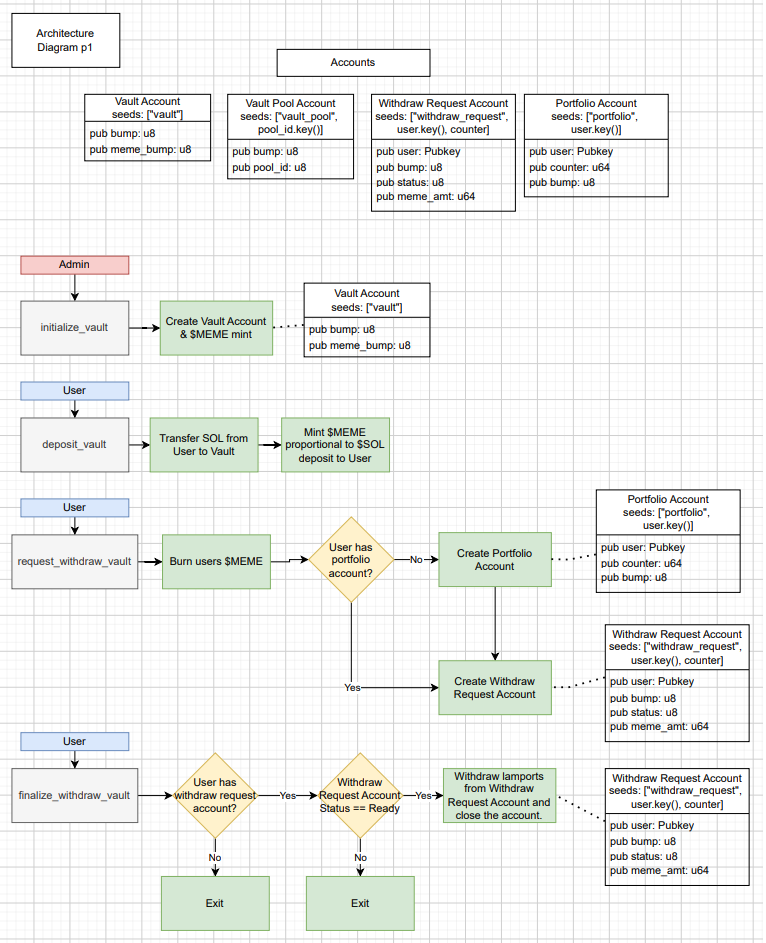 Architecture
Diagram p1
Accounts
Vault Account
seeds: ["vault"]
pub bump: u8
pub meme_bump: u8
Vault Pool Account
seeds: ["vault_pool",
pool_id.key()]
pub bump: u8
pub pool_id: u8
Withdraw Request Account
seeds: ["withdraw_request",
user.key(), counter]
pub user: Pubkey
pub bump: u8
pub status: u8
pub meme_amt: u64
Portfolio Account
seeds: ["portfolio",
user.key()]
pub user: Pubkey
pub counter: u64
pub bump: u8
Admin
initialize_vault
Create Vault Account
& $MEME mint
Vault Account
seeds: ["vault"]
pub bump: u8
pub meme_bump: u8
User
deposit_vault
Transfer SOL from
User to Vault
Mint $MEME
proportional to $SOL
deposit to User
User
request_withdraw_vault
Burn users $MEME
User has
portfolio
account?
No
Create Portfolio
Account
Portfolio Account
seeds: ["portfolio",
user.key()]
pub user: Pubkey
pub counter: u64
pub bump: u8
Yes
Create Withdraw
Request Account
Withdraw Request Account
seeds: ["withdraw_request",
user.key(), counter]
pub user: Pubkey
pub bump: u8
pub status: u8
pub meme_amt: u64
User
finalize_withdraw_vault
User has
withdraw request
account?
Yes
Withdraw
Request Account
Status == Ready
Yes
Withdraw lamports
from Withdraw
Request Account and
close the account.
Withdraw Request Account
seeds: ["withdraw_request",
user.key(), counter]
pub user: Pubkey
pub bump: u8
pub status: u8
pub meme_amt: u64
No
No
Exit
Exit